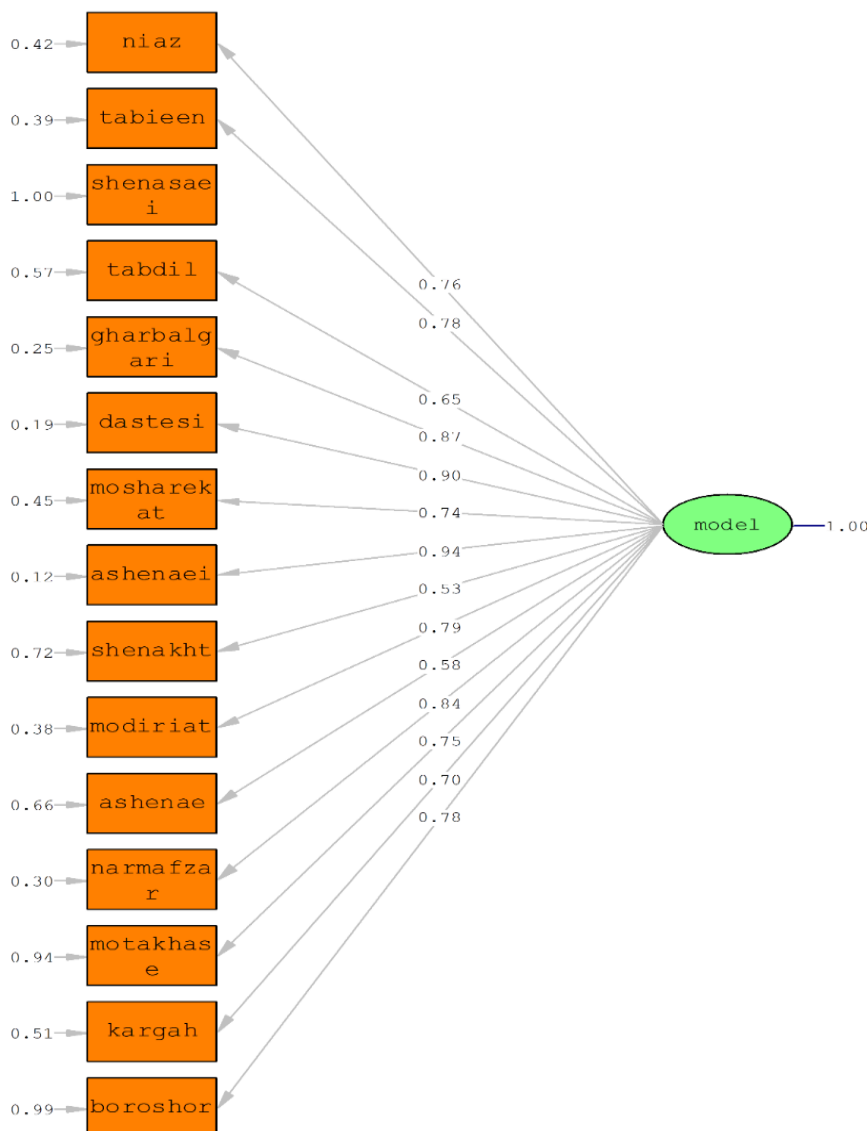 0.42
niaz
0.39
tabieen
1.00
shenasae
i
0.57
tabdil
0.25
gharbalg
ari
0.19
dastesi
0.45
mosharek
at
0.12
ashenaei
0.72
shenakht
0.38
modiriat
0.66
ashenae
0.30
narmafza
r
0.94
motakhas
e
0.51
kargah
0.99
boroshor
0.76
0.78
0.65
0.87
0.90
0.74
0.94
0.53
0.79
0.58
0.84
0.75
0.70
0.78
model
1.00